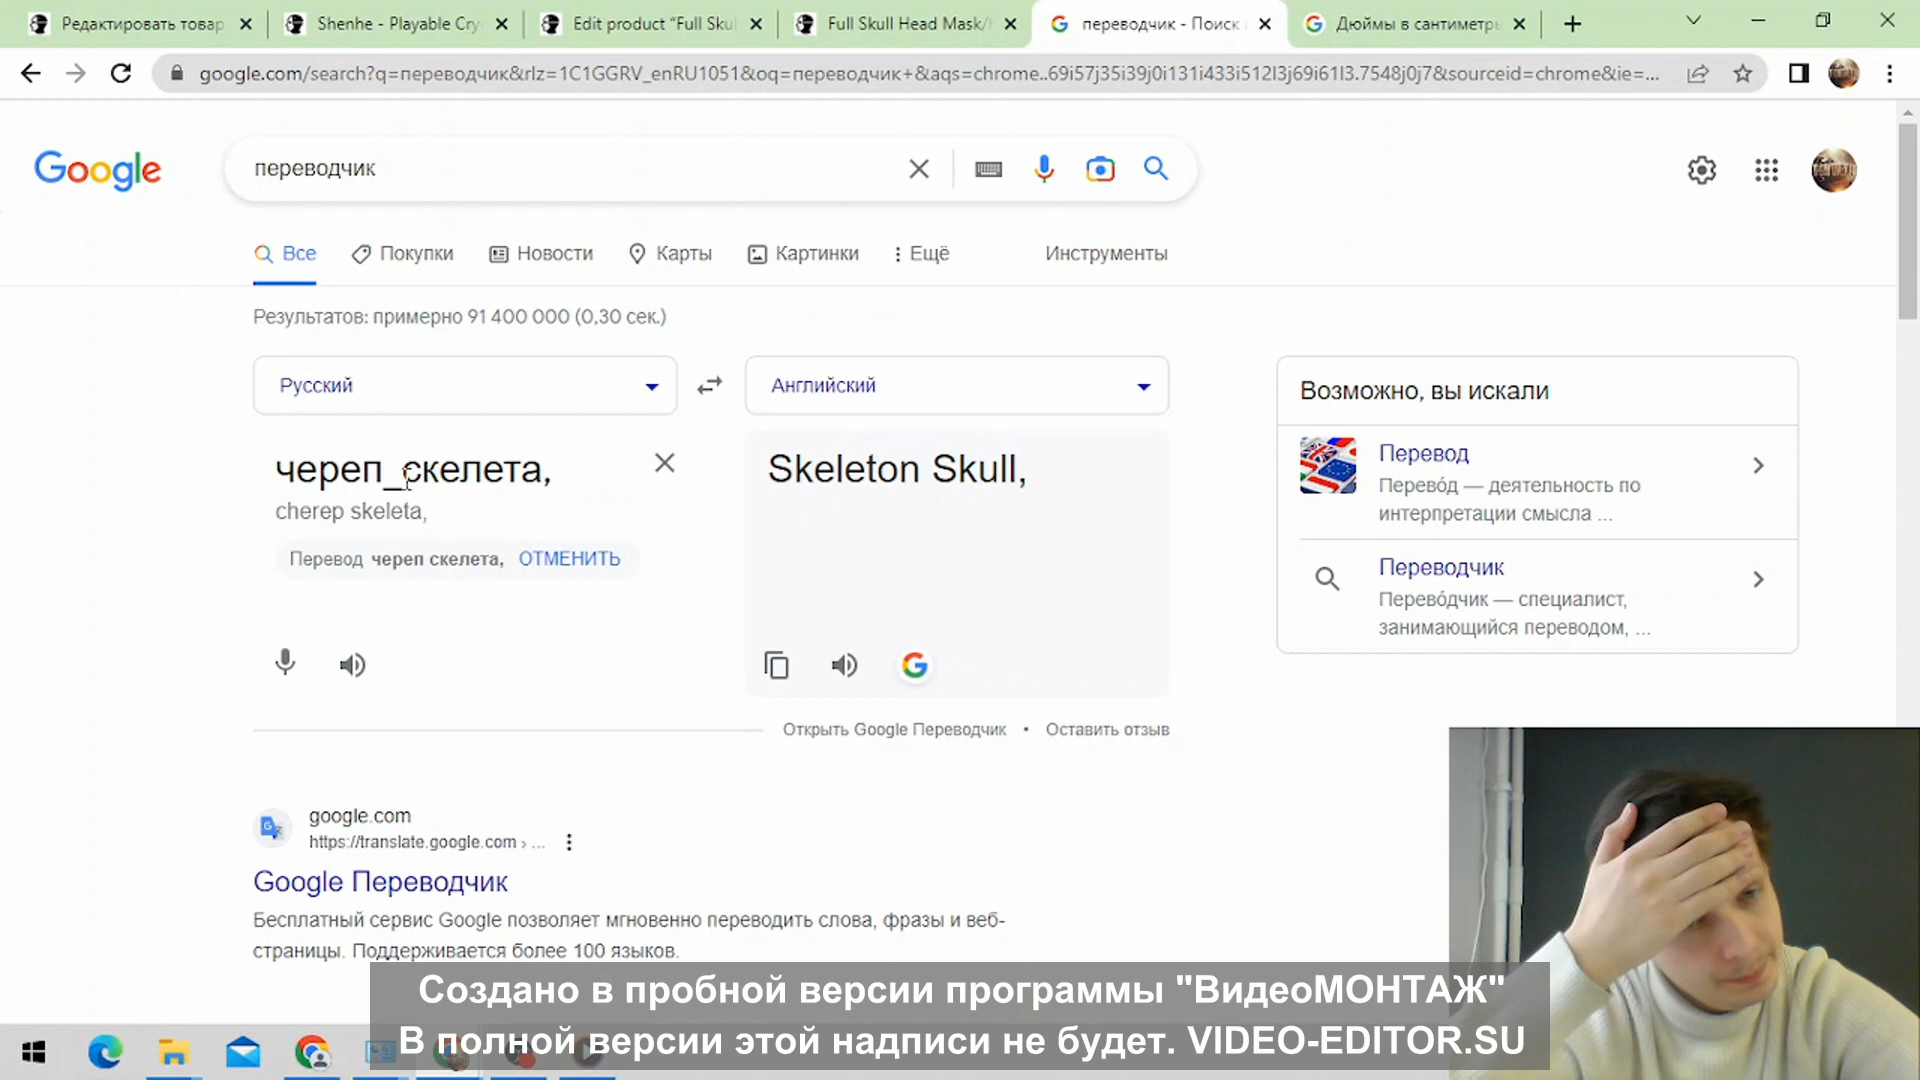 Редактировать товар
Shenhe - Playable Cry
Edit product “Full Skul
Full Skull Head Mask/
переводчик - Поиск
Дюймы в сантиметры
google.com/search?q=переводчик&rlz=1C1GGRV_enRU1051&oq=переводчик+&aqs=chrome..69i57j35i39j0i131i433i512l3j69i61l3.7548j0j7&sourceid=chrome&ie=...
Google
переводчик
Все
Покупки
Новости
Карты
Картинки
Ещё
Инструменты
Результатов: примерно 91 400 000 (0,30 сек.)
Русский
Английский
череп_скелета,
cherep skeleta,
Перевод череп скелета, ОТМЕНИТЬ
Skeleton Skull,
Открыть Google Переводчик • Оставить отзыв
Возможно, вы искали
Перевод
Перево́д — деятельность по
интерпретации смысла ...
Переводчик
Перево́дчик — специалист,
занимающийся переводом, ...
google.com
https://translate.google.com › ...
Google Переводчик
Бесплатный сервис Google позволяет мгновенно переводить слова, фразы и веб-
страницы. Поддерживается более 100 языков.
Создано в пробной версии программы "ВидеоМОНТАЖ"
В полной версии этой надписи не будет. VIDEO-EDITOR.SU